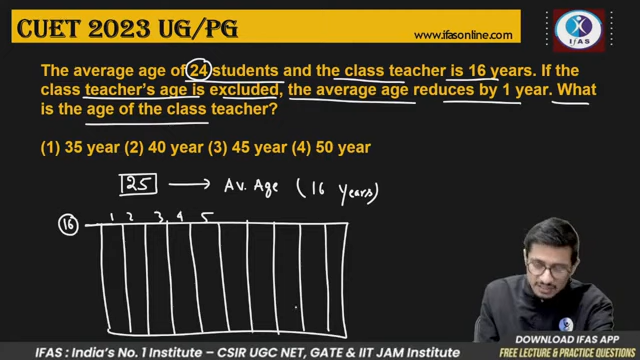 CUET 2023 UG/PG
www.ifasonline.com
iFAS
The average age of 24 students and the class teacher is 16 years. If the
class teacher's age is excluded, the average age reduces by 1 year. What
is the age of the class teacher?
(1) 35 year (2) 40 year (3) 45 year (4) 50 year
25 → Av. Age (16 years)
16 1 2 3 4 5
DOWNLOAD IFAS APP
IFAS : India's No. 1 Institute – CSIR UGC NET, GATE & IIT JAM Institute
FREE LECTURE & PRACTICE QUESTIONS